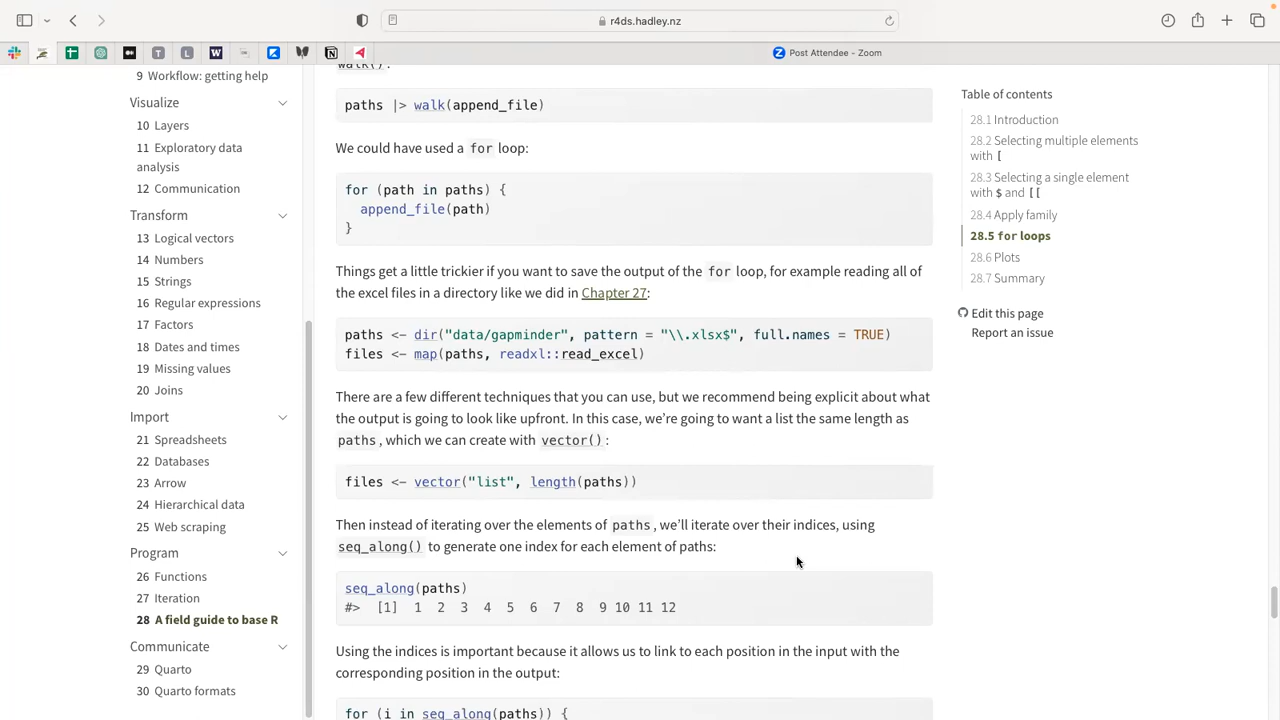 r4ds.hadley.nz
W
Post Attendee - Zoom
9 Workflow: getting help
Visualize
10 Layers
11 Exploratory data
analysis
12 Communication
Transform
13 Logical vectors
14 Numbers
15 Strings
16 Regular expressions
17 Factors
18 Dates and times
19 Missing values
20 Joins
Import
21 Spreadsheets
22 Databases
23 Arrow
24 Hierarchical data
25 Web scraping
Program
26 Functions
27 Iteration
28 A field guide to base R
Communicate
29 Quarto
30 Quarto formats
walk():
paths |> walk(append_file)
We could have used a for loop:
for (path in paths) {
  append_file(path)
}
Things get a little trickier if you want to save the output of the for loop, for example reading all of
the excel files in a directory like we did in Chapter 27:
paths <- dir("data/gapminder", pattern = "\\.xlsx$", full.names = TRUE)
files <- map(paths, readxl::read_excel)
There are a few different techniques that you can use, but we recommend being explicit about what
the output is going to look like upfront. In this case, we’re going to want a list the same length as
paths, which we can create with vector():
files <- vector("list", length(paths))
Then instead of iterating over the elements of paths, we’ll iterate over their indices, using
seq_along() to generate one index for each element of paths:
seq_along(paths)
#>  [1]  1  2  3  4  5  6  7  8  9 10 11 12
Using the indices is important because it allows us to link to each position in the input with the
corresponding position in the output:
for (i in seq_along(paths)) {
Table of contents
28.1 Introduction
28.2 Selecting multiple elements
with [
28.3 Selecting a single element
with $ and [[
28.4 Apply family
28.5 for loops
28.6 Plots
28.7 Summary
Edit this page
Report an issue